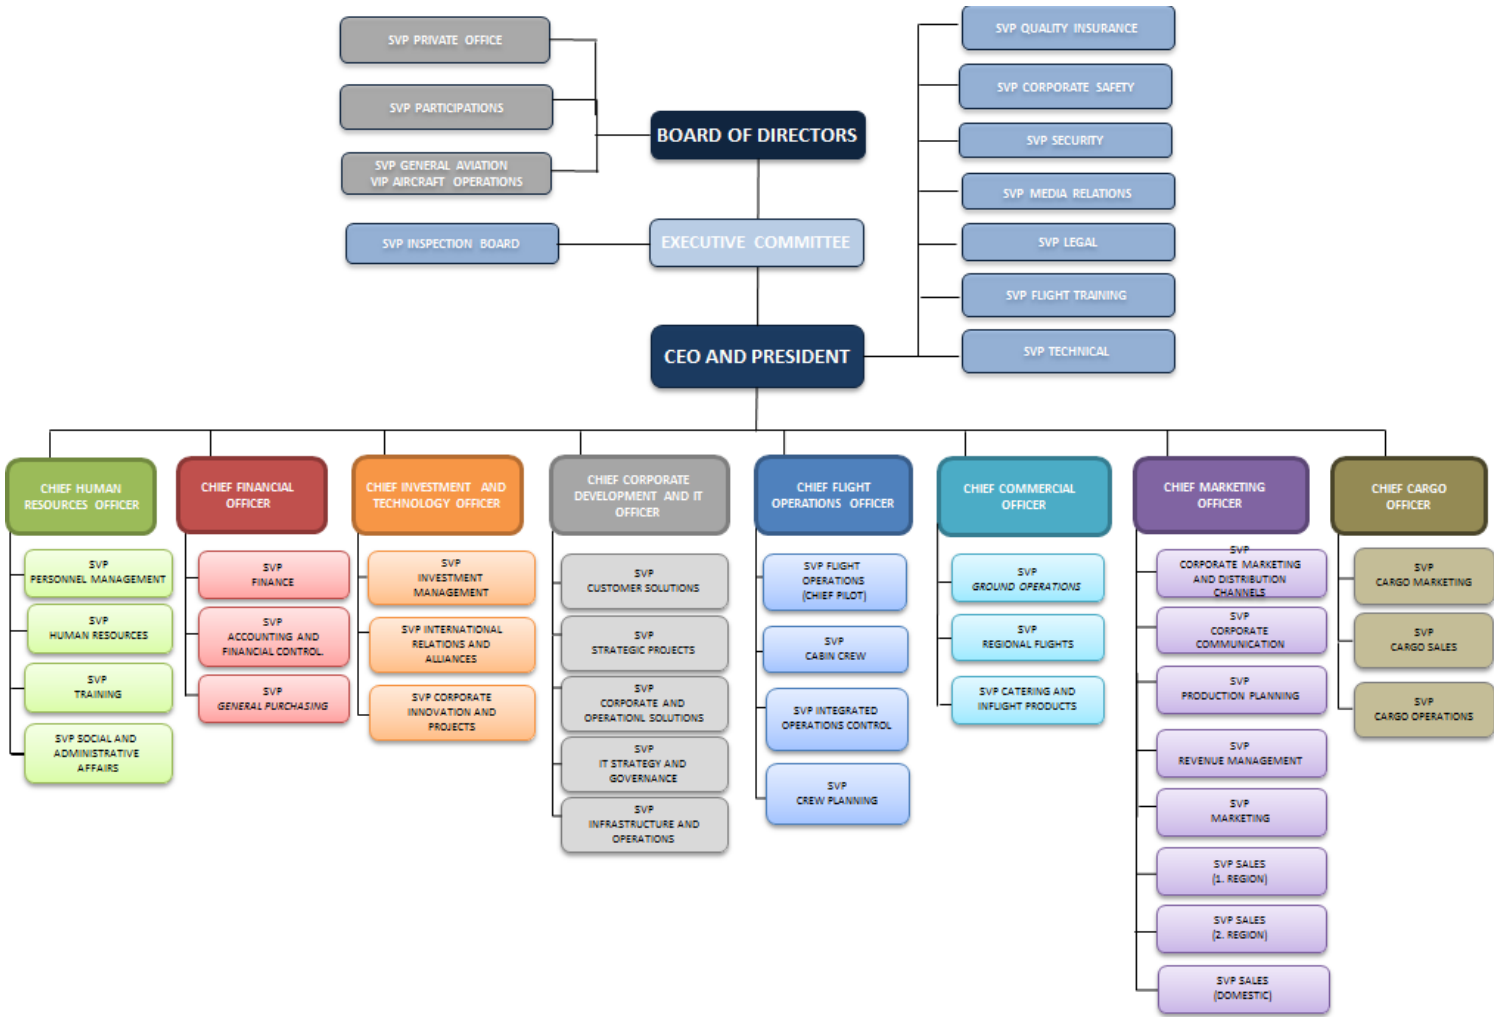 SVP PRIVATE OFFICE
SVP PARTICIPATIONS
SVP GENERAL AVIATION
VIP AIRCRAFT OPERATIONS
SVP INSPECTION BOARD
BOARD OF DIRECTORS
EXECUTIVE COMMITTEE
CEO AND PRESIDENT
SVP QUALITY INSURANCE
SVP CORPORATE SAFETY
SVP SECURITY
SVP MEDIA RELATIONS
SVP LEGAL
SVP FLIGHT TRAINING
SVP TECHNICAL
CHIEF HUMAN
RESOURCES OFFICER
SVP
PERSONNEL MANAGEMENT
SVP
HUMAN RESOURCES
SVP
TRAINING
SVP SOCIAL AND
ADMINISTRATIVE
AFFAIRS
CHIEF FINANCIAL
OFFICER
SVP
FINANCE
SVP
ACCOUNTING AND
FINANCIAL CONTROL.
SVP
GENERAL PURCHASING
CHIEF INVESTMENT AND
TECHNOLOGY OFFICER
SVP
INVESTMENT
MANAGEMENT
SVP INTERNATIONAL
RELATIONS AND
ALLIANCES
SVP CORPORATE
INNOVATION AND
PROJECTS
CHIEF CORPORATE
DEVELOPMENT AND IT
OFFICER
SVP
CUSTOMER SOLUTIONS
SVP
STRATEGIC PROJECTS
SVP
CORPORATE AND
OPERATIONL SOLUTIONS
SVP
IT STRATEGY AND
GOVERNANCE
SVP
INFRASTRUCTURE AND
OPERATIONS
CHIEF FLIGHT
OPERATIONS OFFICER
SVP FLIGHT
OPERATIONS
(CHIEF PILOT)
SVP
CABIN CREW
SVP INTEGRATED
OPERATIONS CONTROL
SVP
CREW PLANNING
CHIEF COMMERCIAL
OFFICER
SVP
GROUND OPERATIONS
SVP
REGIONAL FLIGHTS
SVP CATERING AND
INFLIGHT PRODUCTS
CHIEF MARKETING
OFFICER
SVP
CORPORATE MARKETING
AND DISTRIBUTION
CHANNELS
SVP
CORPORATE
COMMUNICATION
SVP
PRODUCTION PLANNING
SVP
REVENUE MANAGEMENT
SVP
MARKETING
SVP SALES
(1. REGION)
SVP SALES
(2. REGION)
SVP SALES
(DOMESTIC)
CHIEF CARGO
OFFICER
SVP
CARGO MARKETING
SVP
CARGO SALES
SVP
CARGO OPERATIONS